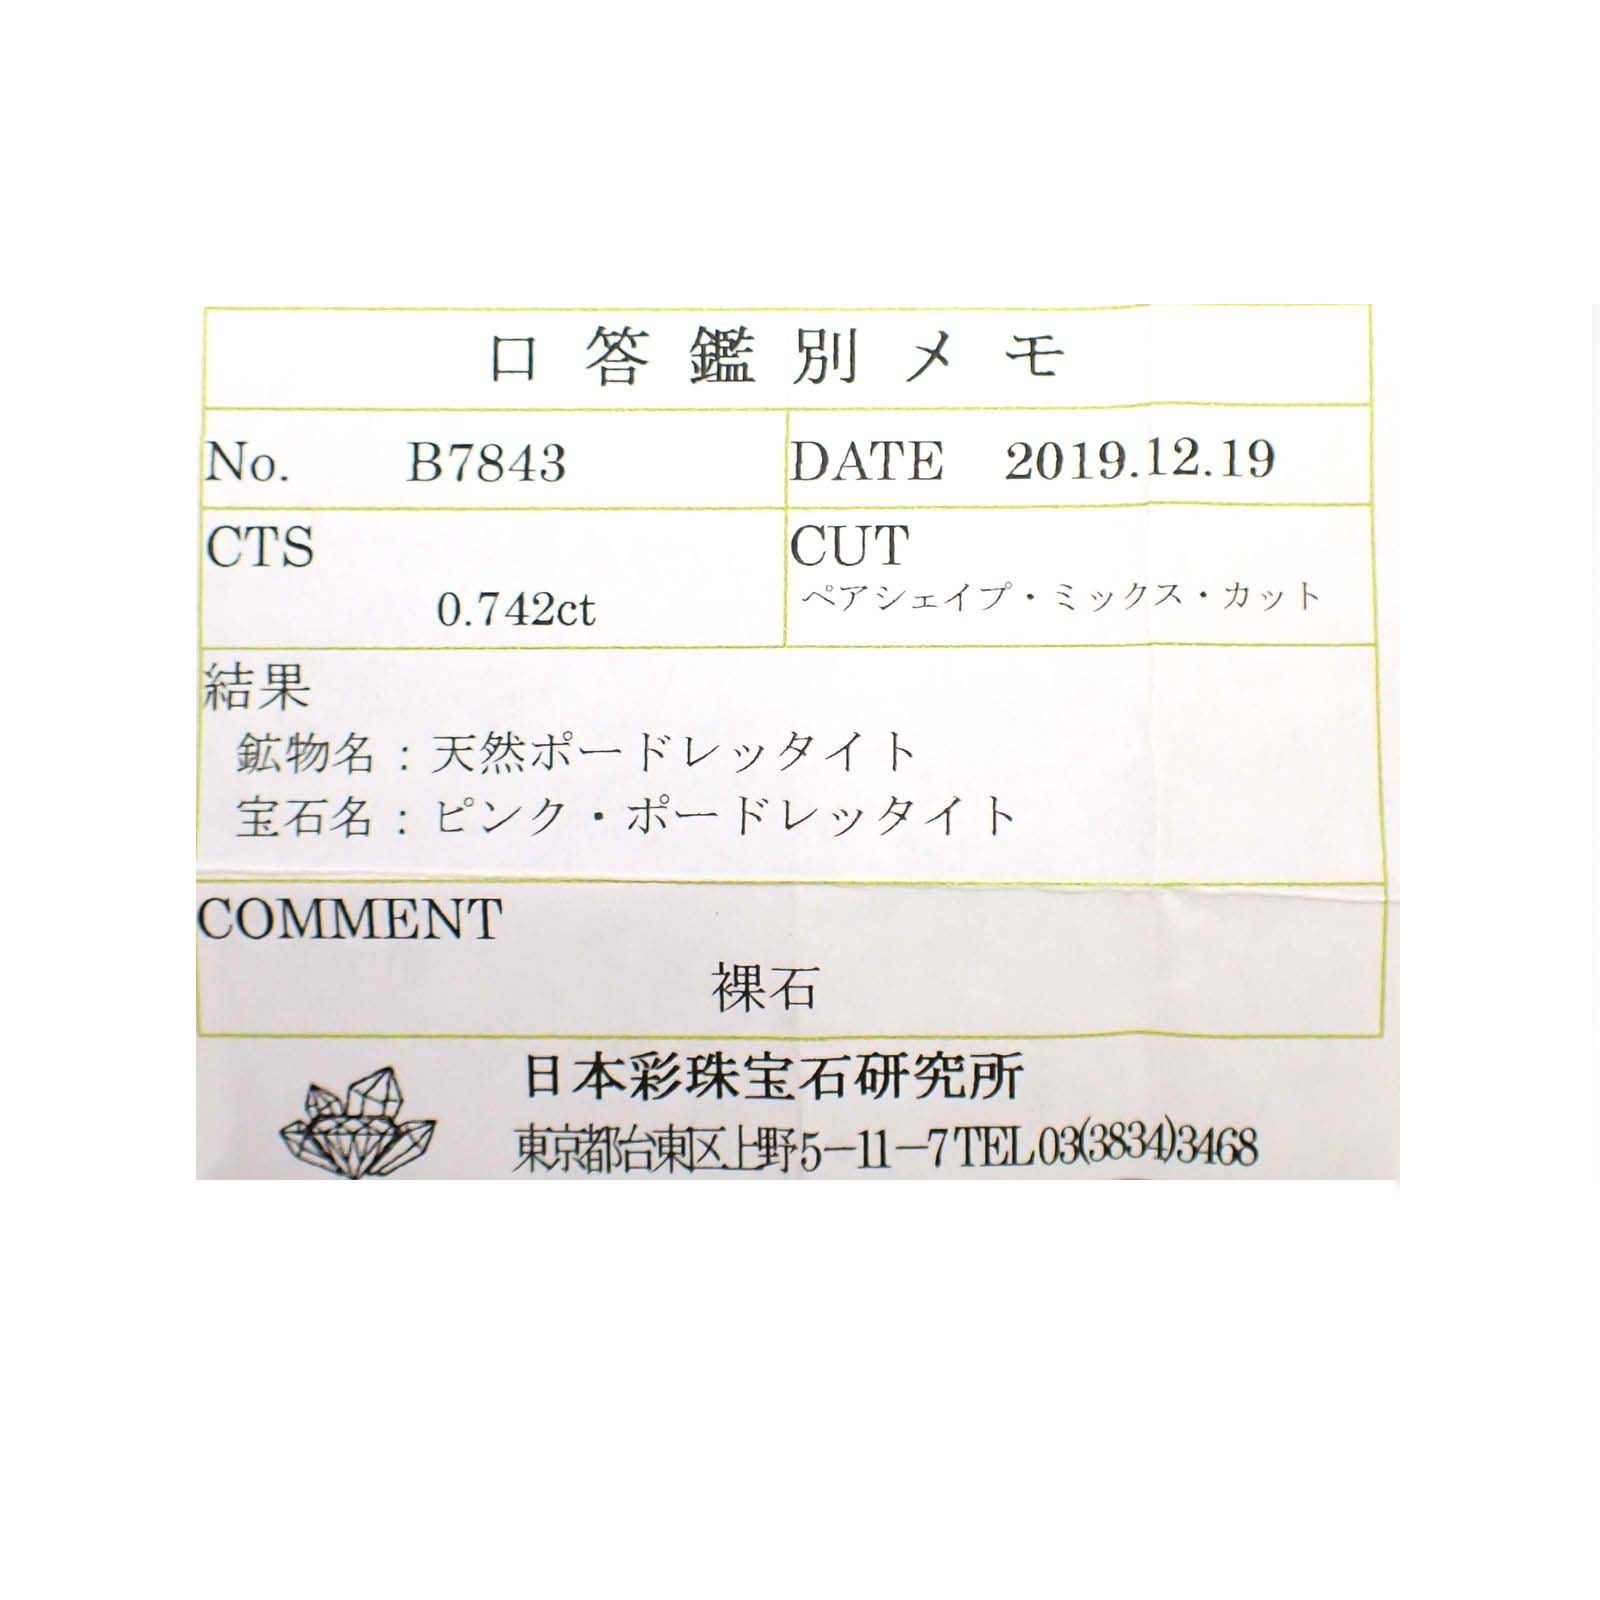 口答鑑別メモ
No. B7843 DATE 2019.12.19
CTS CUT
0.742ct ペアシェイプ・ミックス・カット
結果
鉱物名：天然ポードレッタイト
宝石名：ピンク・ポードレッタイト
COMMENT
裸石
日本彩珠宝石研究所
東京都台東区上野5−11−7 TEL03(3834)3468